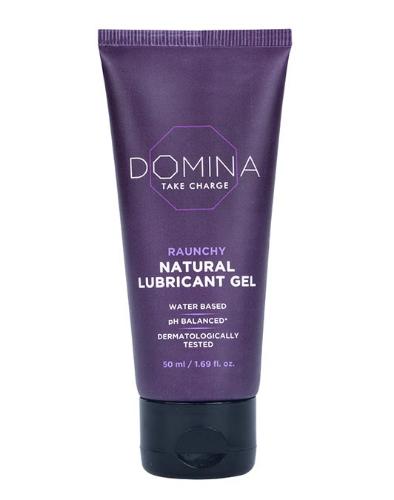 DOMINA
TAKE CHARGE
RAUNCHY
NATURAL
LUBRICANT GEL
WATER BASED
pH BALANCED*
DERMATOLOGICALLY
TESTED
50 ml / 1.69 fl. oz.